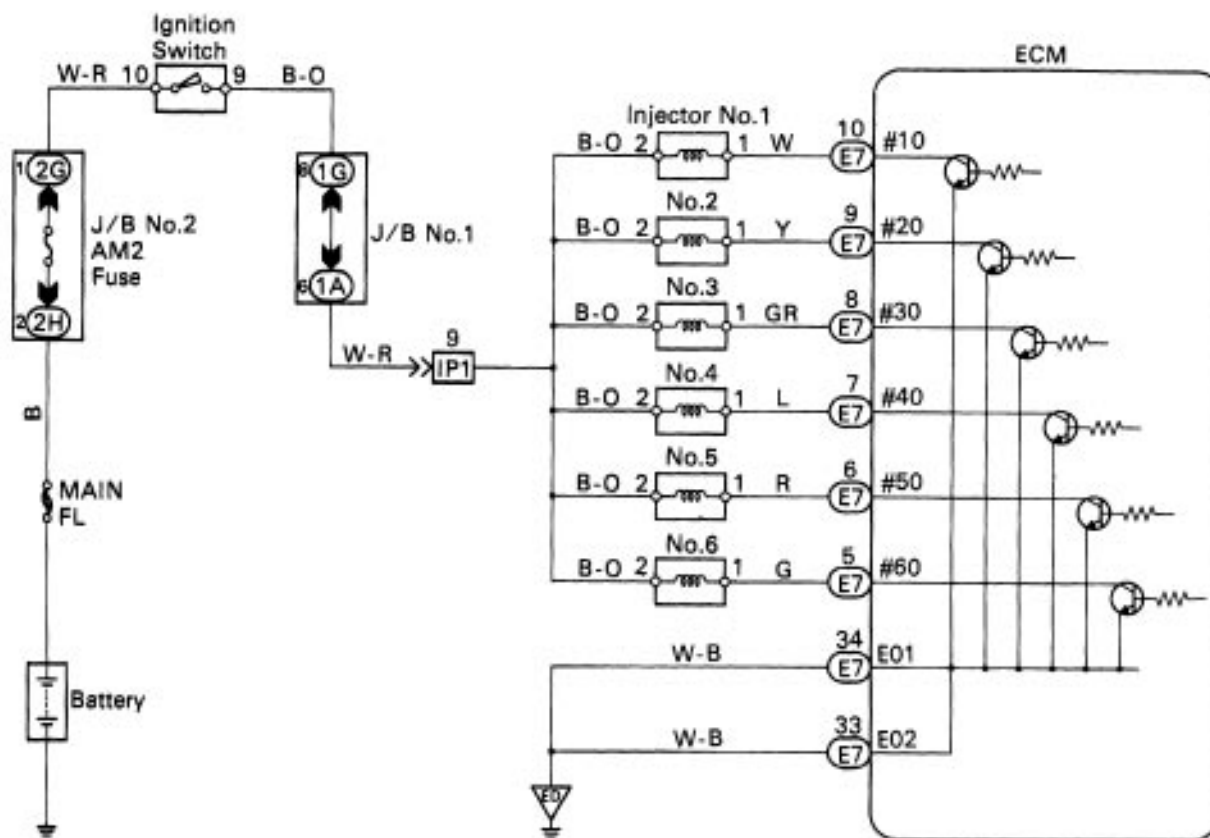 Ignition
Switch
W-R 10 9 B-O
ECM
Injector No.1
B-O 2 1 W 10 E7 #10
1 2G
6 1G
J/B No.2
AM2
Fuse
J/B No.1
No.2
B-O 2 1 Y 9 E7 #20
2 2H
6 1A
No.3
B-O 2 1 GR 8 E7 #30
W-R 9 IP1
No.4
B-O 2 1 L 7 E7 #40
B
MAIN
FL
No.5
B-O 2 1 R 6 E7 #50
No.6
B-O 2 1 G 5 E7 #60
W-B 34 E7 E01
Battery
W-B 33 E7 E02
ED